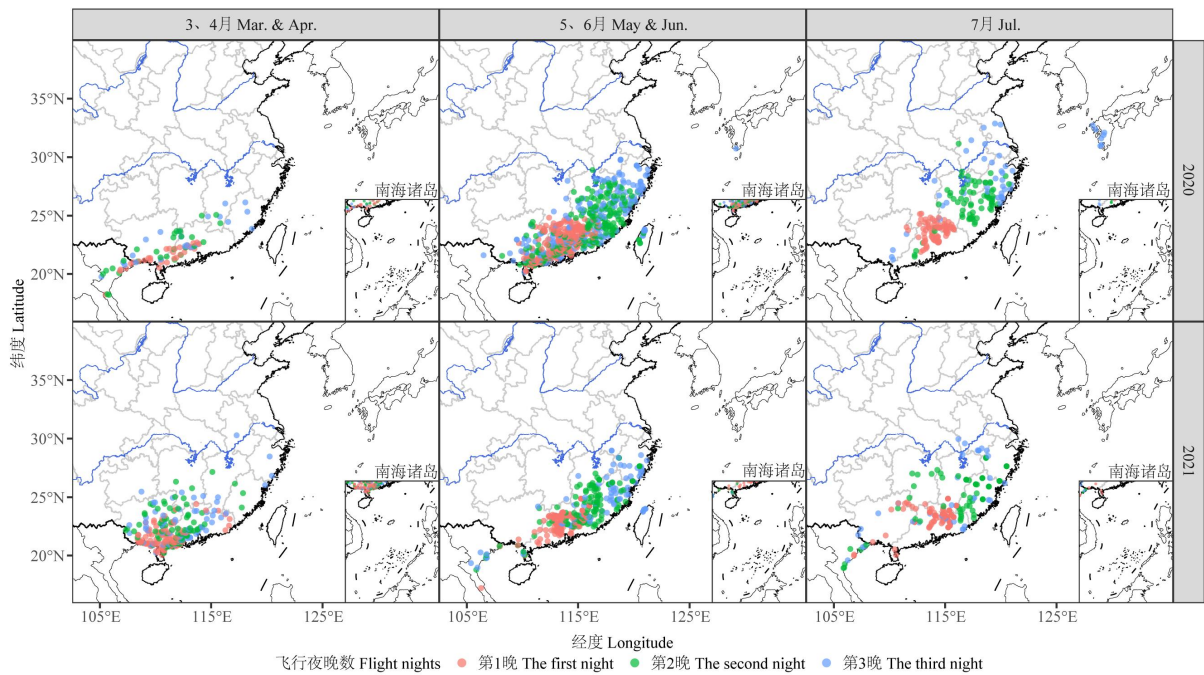 3、4月 Mar. & Apr.
5、6月 May & Jun.
7月 Jul.
35°N
30°N
25°N
20°N
南海诸岛
南海诸岛
南海诸岛
2020
纬度 Latitude
35°N
30°N
25°N
20°N
南海诸岛
南海诸岛
南海诸岛
2021
105°E
115°E
125°E
105°E
115°E
125°E
105°E
115°E
125°E
经度 Longitude
飞行夜晚数 Flight nights 第1晚 The first night 第2晚 The second night 第3晚 The third night